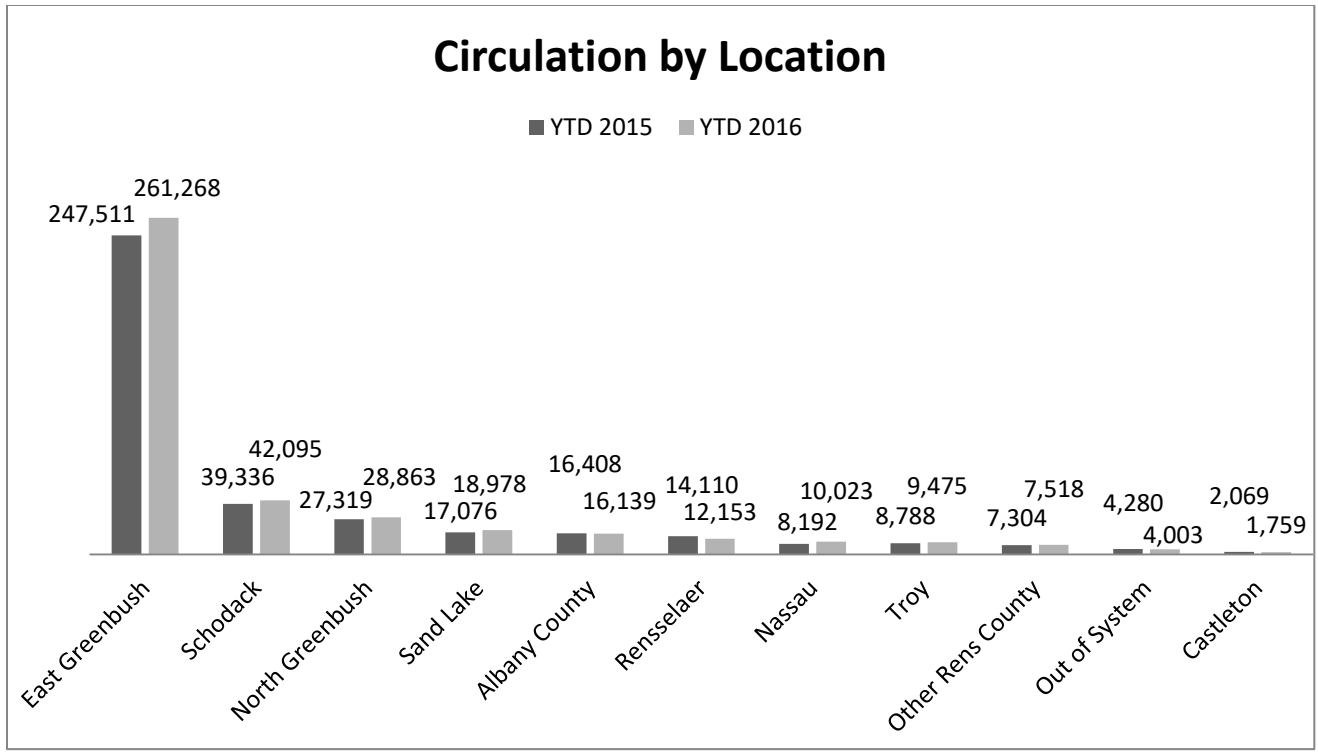 Circulation by Location
YTD 2015 YTD 2016
247,511 261,268
39,336 42,095
27,319 28,863
17,076 18,978
16,408 16,139
14,110 12,153
8,192 10,023
8,788 9,475
7,304 7,518
4,280 4,003
2,069 1,759
East Greenbush
Schodack
North Greenbush
Sand Lake
Albany County
Rensselaer
Nassau
Troy
Other Rens County
Out of System
Castleton